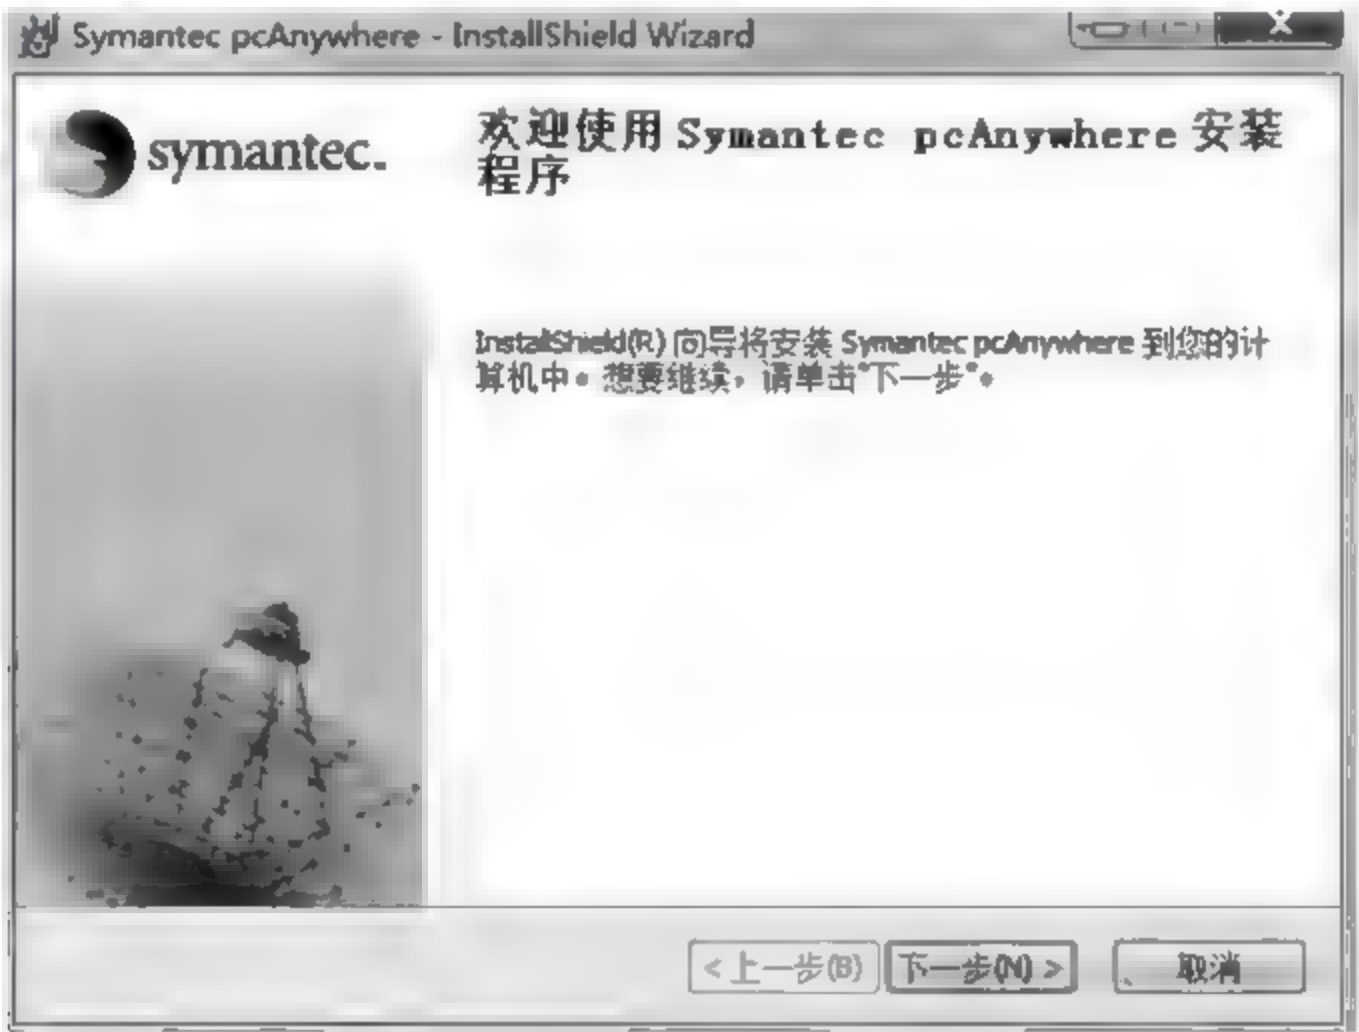 Symantec pcAnywhere - InstallShield Wizard
symantec.
欢迎使用 Symantec pcAnywhere 安装
程序
InstallShield(R) 向导将安装 Symantec pcAnywhere 到您的计
算机中。想要继续，请单击“下一步”。
< 上一步(B)
下一步(N) >
取消